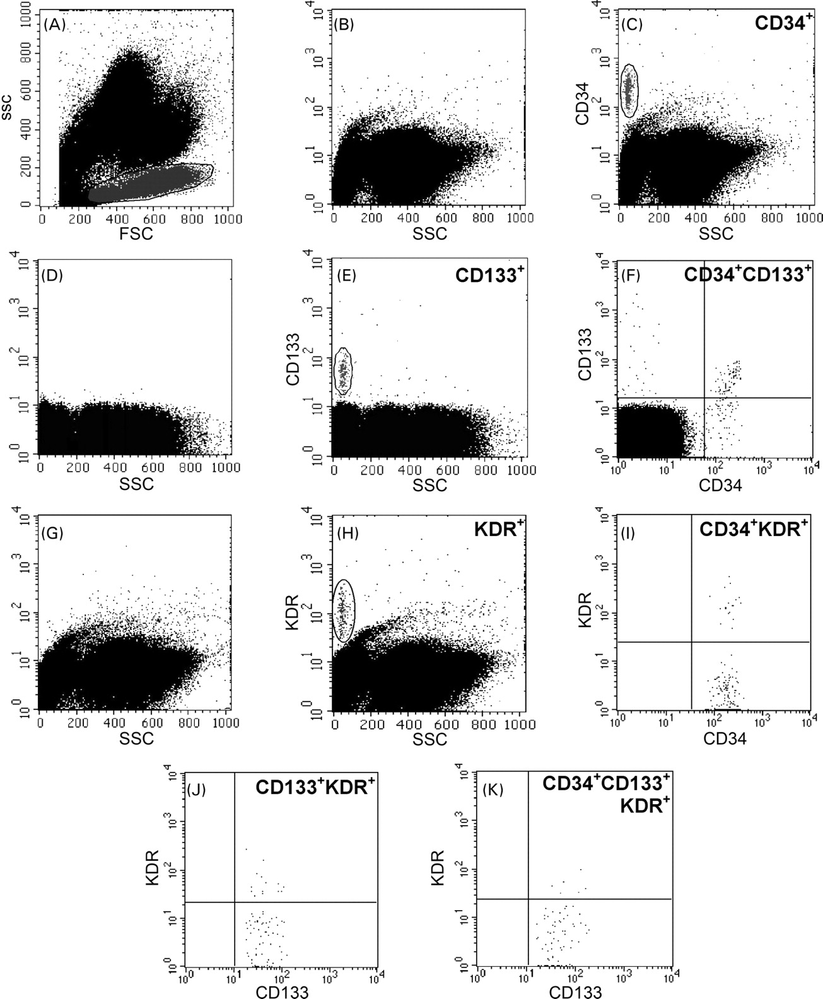 (A)
1000
800
600
400
200
0
SSC
0 200 400 600 800 1000
FSC
(B)
10^4
10^3
10^2
10^1
10^0
0 200 400 600 800 1000
SSC
(C) CD34+
10^4
10^3
10^2
10^1
10^0
CD34
0 200 400 600 800 1000
SSC
(D)
10^4
10^3
10^2
10^1
10^0
0 200 400 600 800 1000
SSC
(E) CD133+
10^4
10^3
10^2
10^1
10^0
CD133
0 200 400 600 800 1000
SSC
(F) CD34+CD133+
10^4
10^3
10^2
10^1
10^0
CD133
10^0 10^1 10^2 10^3 10^4
CD34
(G)
10^4
10^3
10^2
10^1
10^0
0 200 400 600 800 1000
SSC
(H) KDR+
10^4
10^3
10^2
10^1
10^0
KDR
0 200 400 600 800 1000
SSC
(I) CD34+KDR+
10^4
10^3
10^2
10^1
10^0
KDR
10^0 10^1 10^2 10^3 10^4
CD34
(J) CD133+KDR+
10^4
10^3
10^2
10^1
10^0
KDR
10^0 10^1 10^2 10^3 10^4
CD133
(K) CD34+CD133+
KDR+
10^4
10^3
10^2
10^1
10^0
KDR
10^0 10^1 10^2 10^3 10^4
CD133